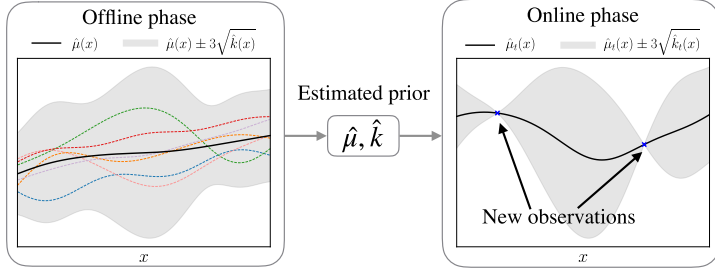 Offline phase
μ̂(x)   μ̂(x) ± 3√k̂(x)
x
Estimated prior
μ̂, k̂
Online phase
μ̂ₜ(x)   μ̂ₜ(x) ± 3√k̂ₜ(x)
New observations
x